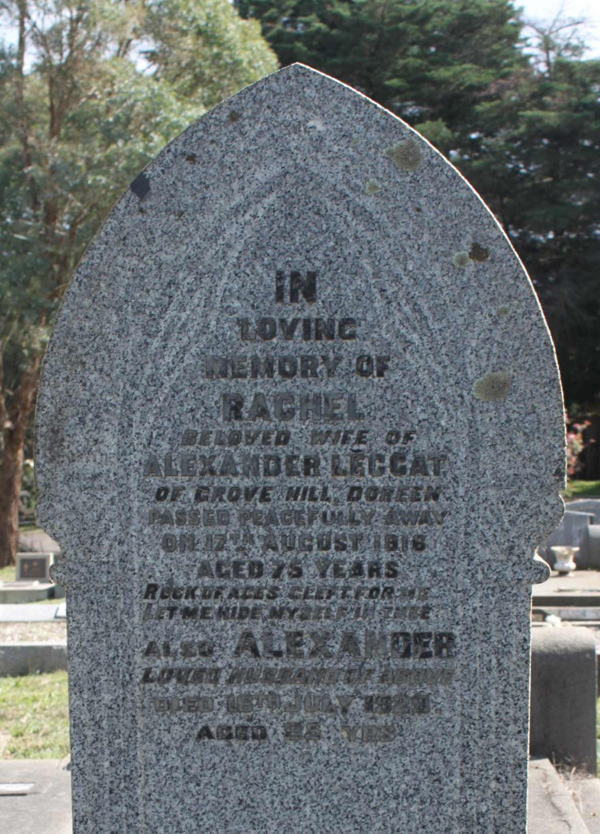 IN
LOVING
MEMORY OF
RACHEL
BELOVED WIFE OF
ALEXANDER LEGGAT
OF GROVE HILL, DOREEN
PASSED PEACEFULLY AWAY
ON 17TH AUGUST 1916
AGED 75 YEARS
ROCK OF AGES CLEFT FOR ME
LET ME HIDE MYSELF IN THEE
ALSO ALEXANDER
LOVED HUSBAND OF ABOVE
DIED JULY
AGED YRS